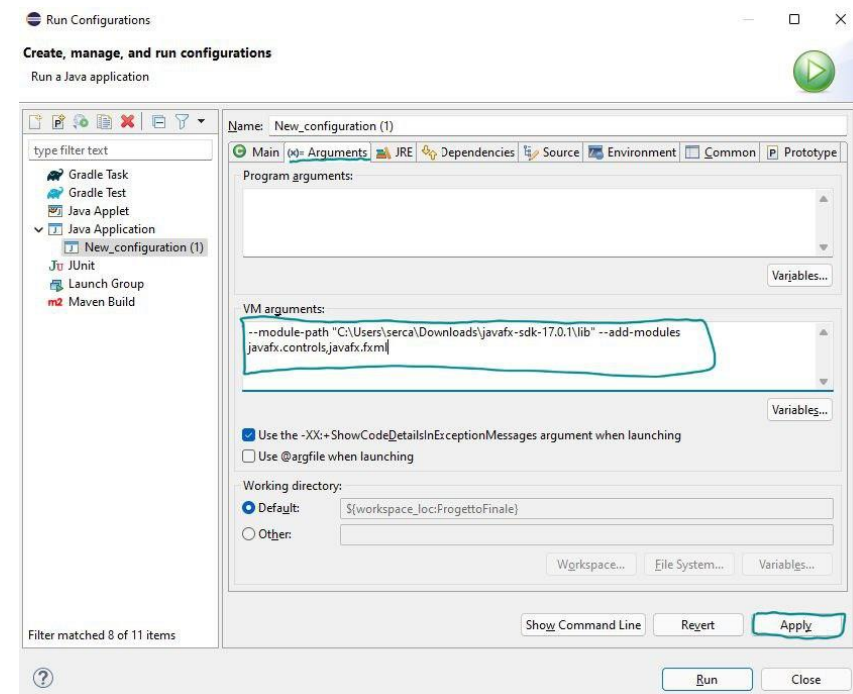 Run Configurations
Create, manage, and run configurations
Run a Java application
type filter text
Gradle Task
Gradle Test
Java Applet
Java Application
New_configuration (1)
Ju JUnit
Launch Group
m2 Maven Build
Filter matched 8 of 11 items
Name: New_configuration (1)
Main (x)= Arguments JRE Dependencies Source Environment Common P Prototype
Program arguments:
Variables...
VM arguments:
--module-path "C:\Users\serca\Downloads\javafx-sdk-17.0.1\lib" --add-modules
javafx.controls,javafx.fxml
Variables...
Use the -XX:+ShowCodeDetailsInExceptionMessages argument when launching
Use @argfile when launching
Working directory:
Default: ${workspace_loc:ProgettoFinale}
Other:
Workspace... File System... Variables...
Show Command Line Revert Apply
Run Close